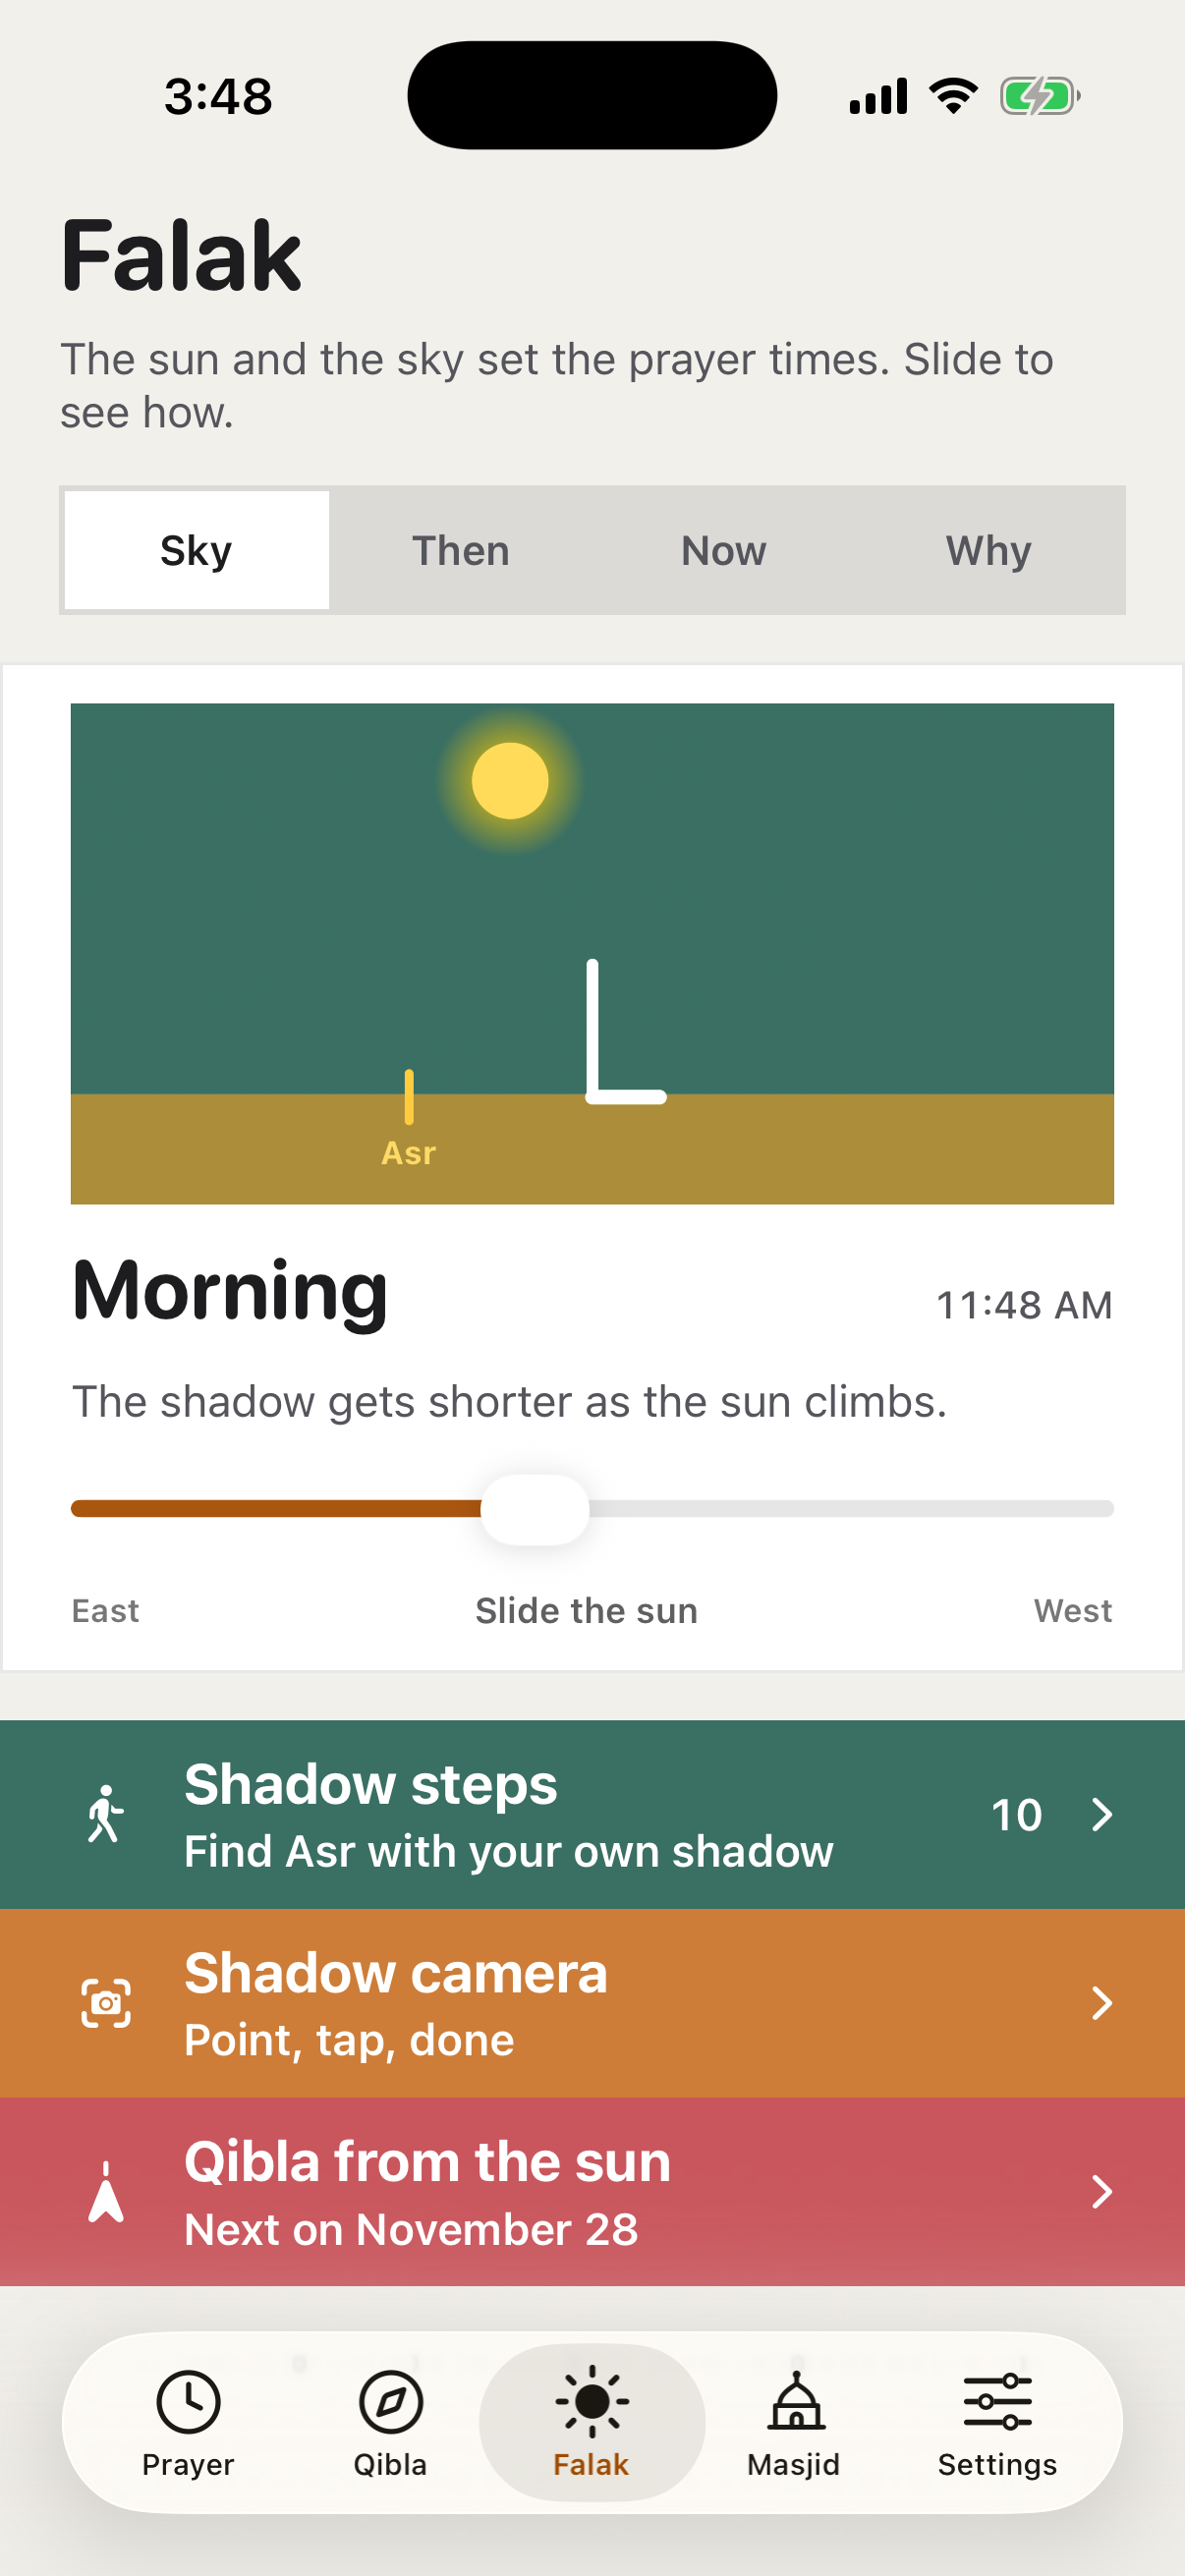 3:48
Falak
The sun and the sky set the prayer times. Slide to
see how.
Sky
Then
Now
Why
Asr
Morning
11:48 AM
The shadow gets shorter as the sun climbs.
East
Slide the sun
West
Shadow steps
Find Asr with your own shadow
10
Shadow camera
Point, tap, done
Qibla from the sun
Next on November 28
Prayer
Qibla
Falak
Masjid
Settings